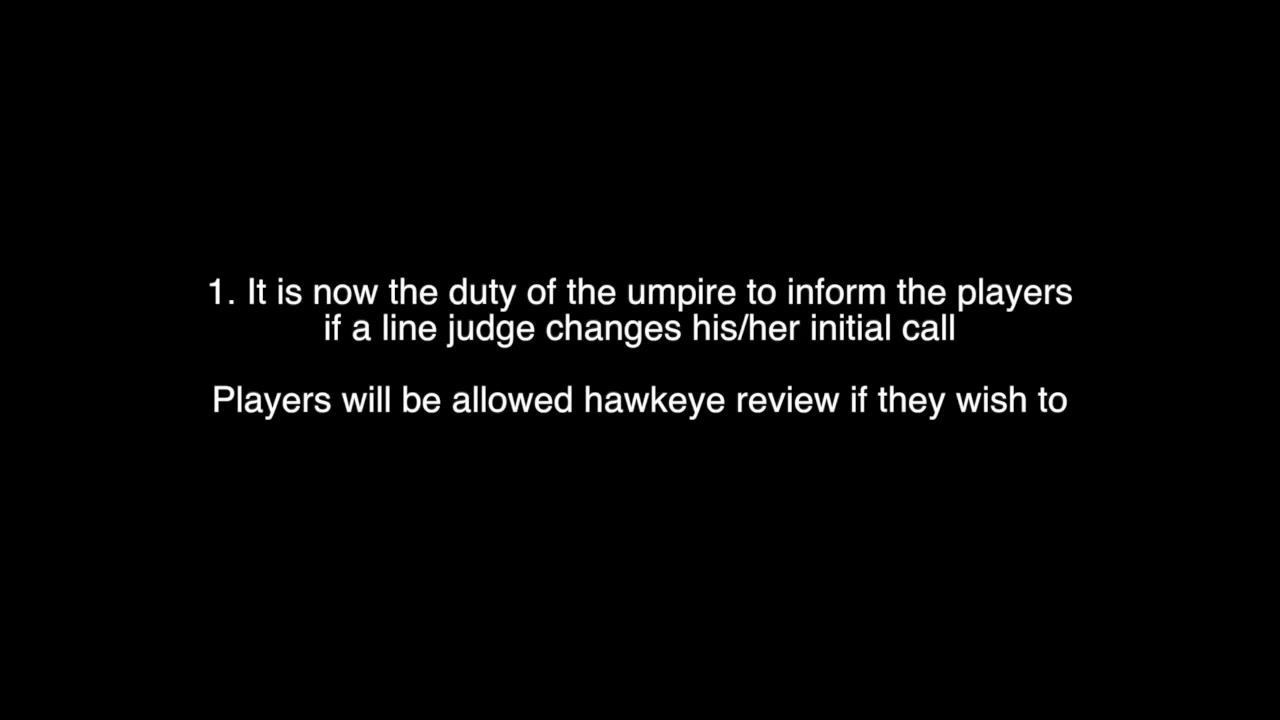 1. It is now the duty of the umpire to inform the players
if a line judge changes his/her initial call
Players will be allowed hawkeye review if they wish to